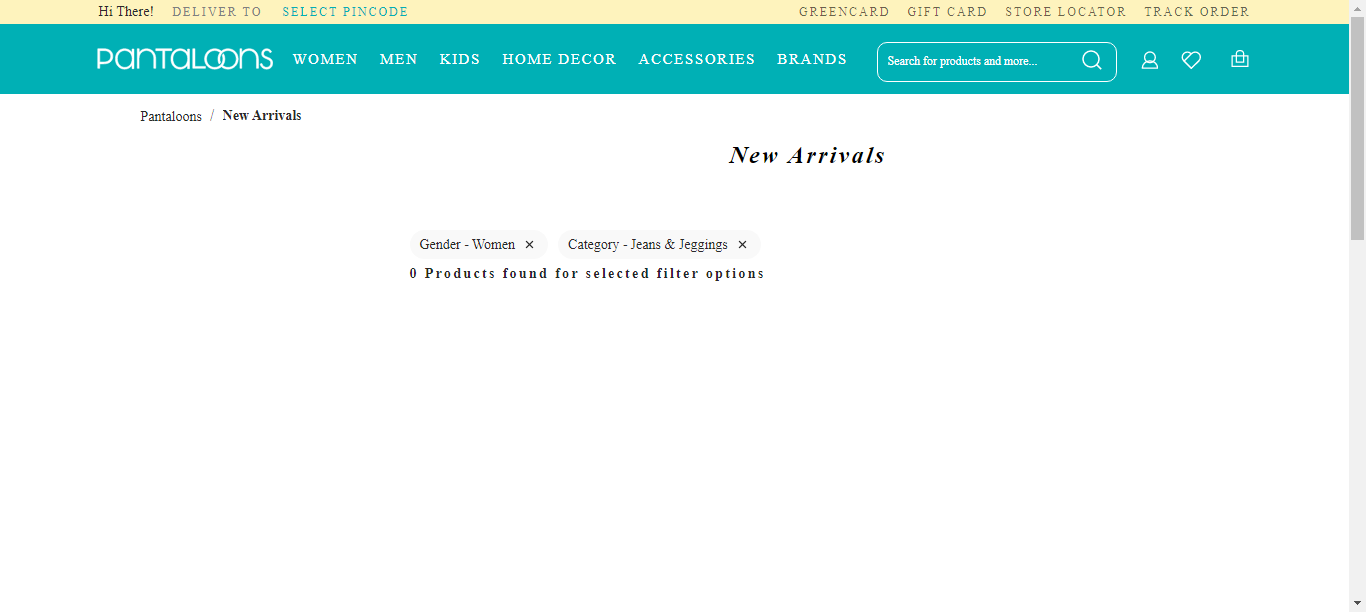 Hi There! DELIVER TO SELECT PINCODE GREENCARD GIFT CARD STORE LOCATOR TRACK ORDER
PANTALOONS WOMEN MEN KIDS HOME DECOR ACCESSORIES BRANDS Search for products and more...
Pantaloons / New Arrivals
New Arrivals
Gender - Women ✕ Category - Jeans & Jeggings ✕
0 Products found for selected filter options